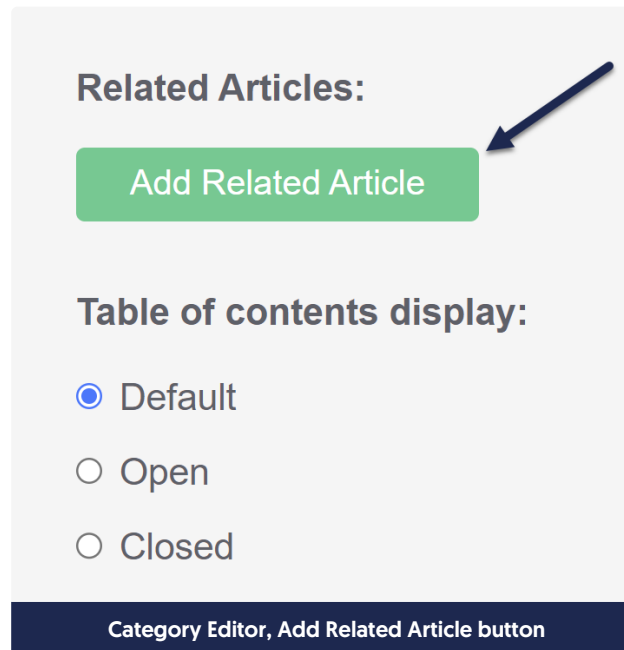 Related Articles:
Add Related Article
Table of contents display:
Default
Open
Closed
Category Editor, Add Related Article button